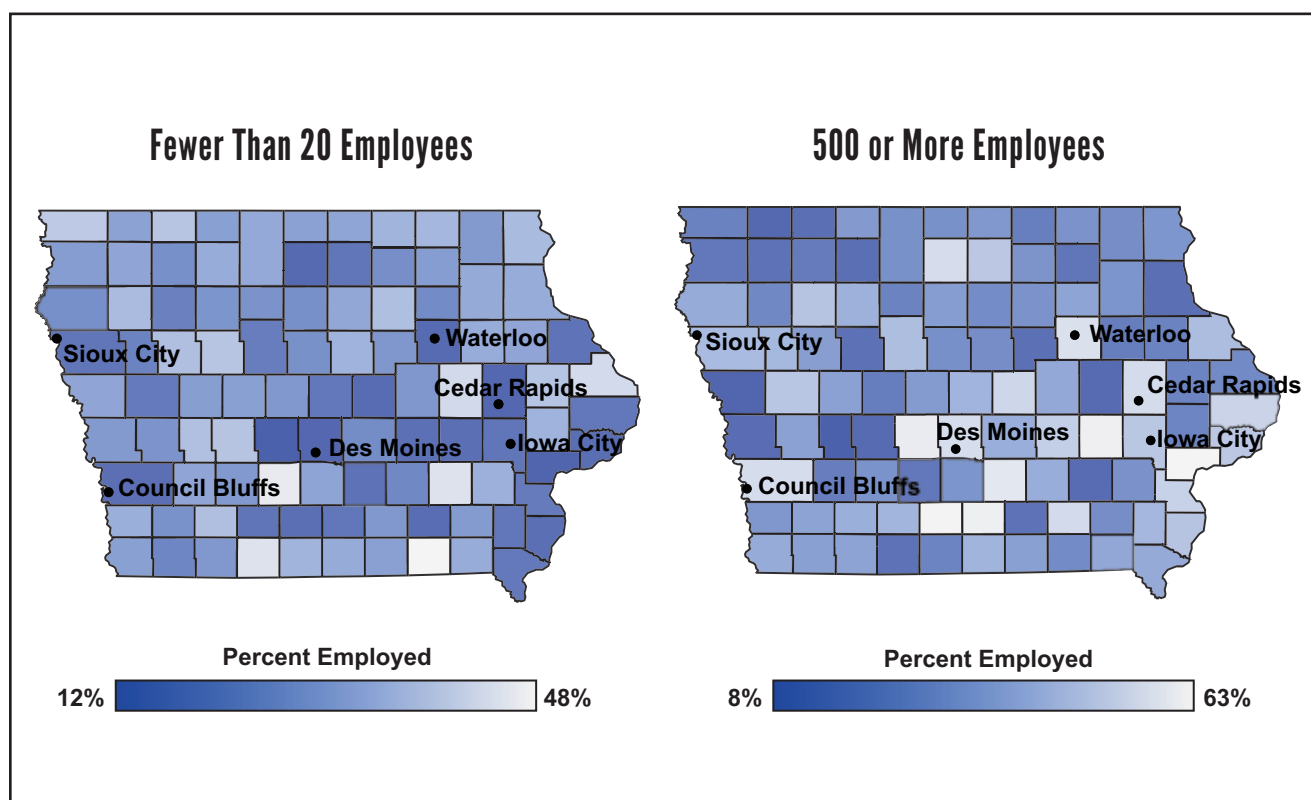 Fewer Than 20 Employees
Waterloo
Sioux City
Cedar Rapids
Des Moines
Iowa City
Council Bluffs
Percent Employed
12%
48%
500 or More Employees
Waterloo
Sioux City
Cedar Rapids
Des Moines
Iowa City
Council Bluffs
Percent Employed
8%
63%